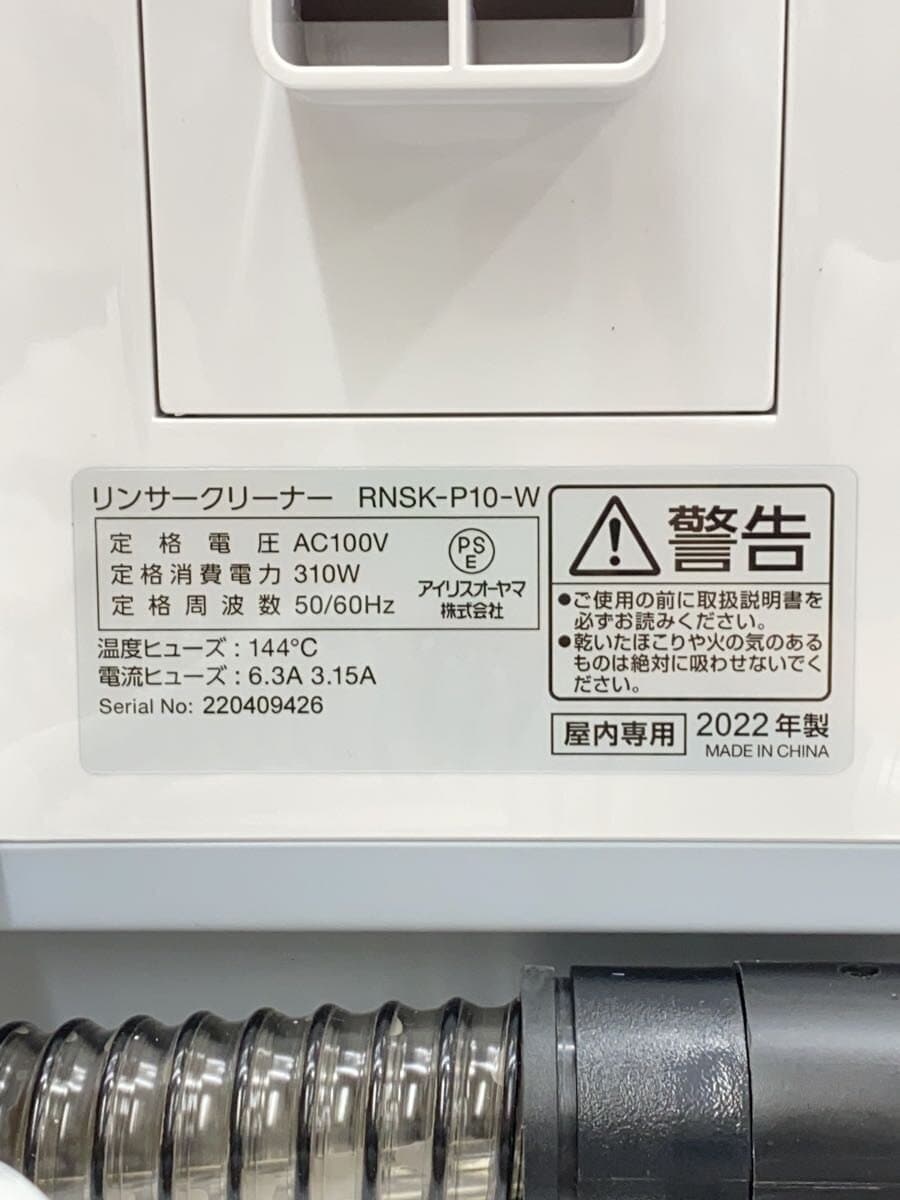 リンサークリーナー RNSK-P10-W
定格電圧 AC100V
定格消費電力 310W
定格周波数 50/60Hz
PS
E
アイリスオーヤマ
株式会社
温度ヒューズ：144℃
電流ヒューズ：6.3A 3.15A
Serial No: 220409426
警告
●ご使用の前に取扱説明書を
必ずお読みください。
●乾いたほこりや火の気のある
ものは絶対に吸わせないでく
ださい。
屋内専用
2022年製
MADE IN CHINA